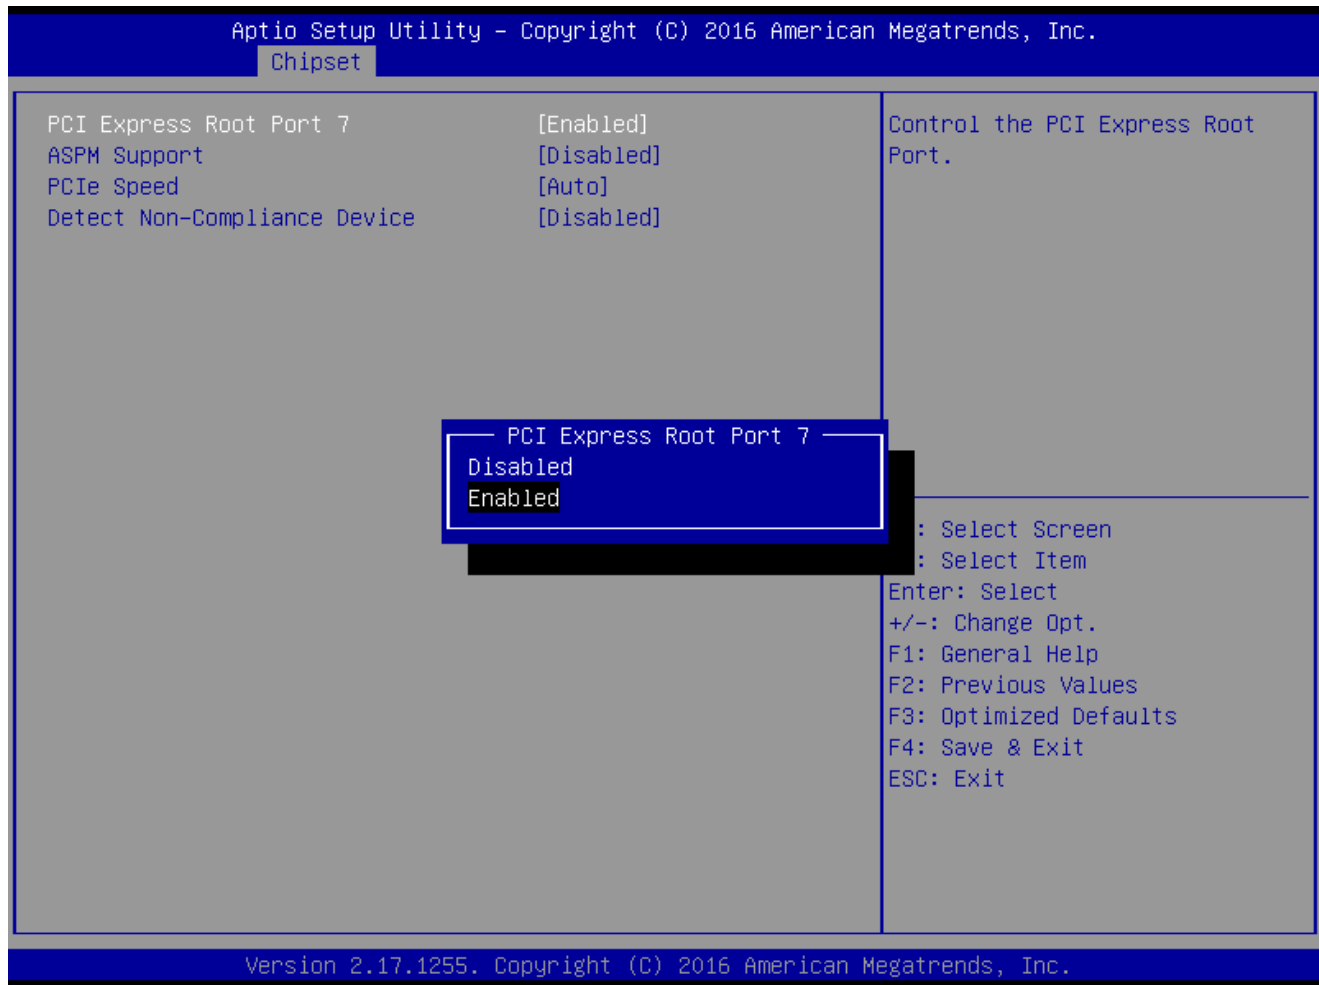 Aptio Setup Utility – Copyright (C) 2016 American Megatrends, Inc.
Chipset
PCI Express Root Port 7 [Enabled]
ASPM Support [Disabled]
PCIe Speed [Auto]
Detect Non-Compliance Device [Disabled]
Control the PCI Express Root
Port.
PCI Express Root Port 7
Disabled
Enabled
: Select Screen
: Select Item
Enter: Select
+/-: Change Opt.
F1: General Help
F2: Previous Values
F3: Optimized Defaults
F4: Save & Exit
ESC: Exit
Version 2.17.1255. Copyright (C) 2016 American Megatrends, Inc.